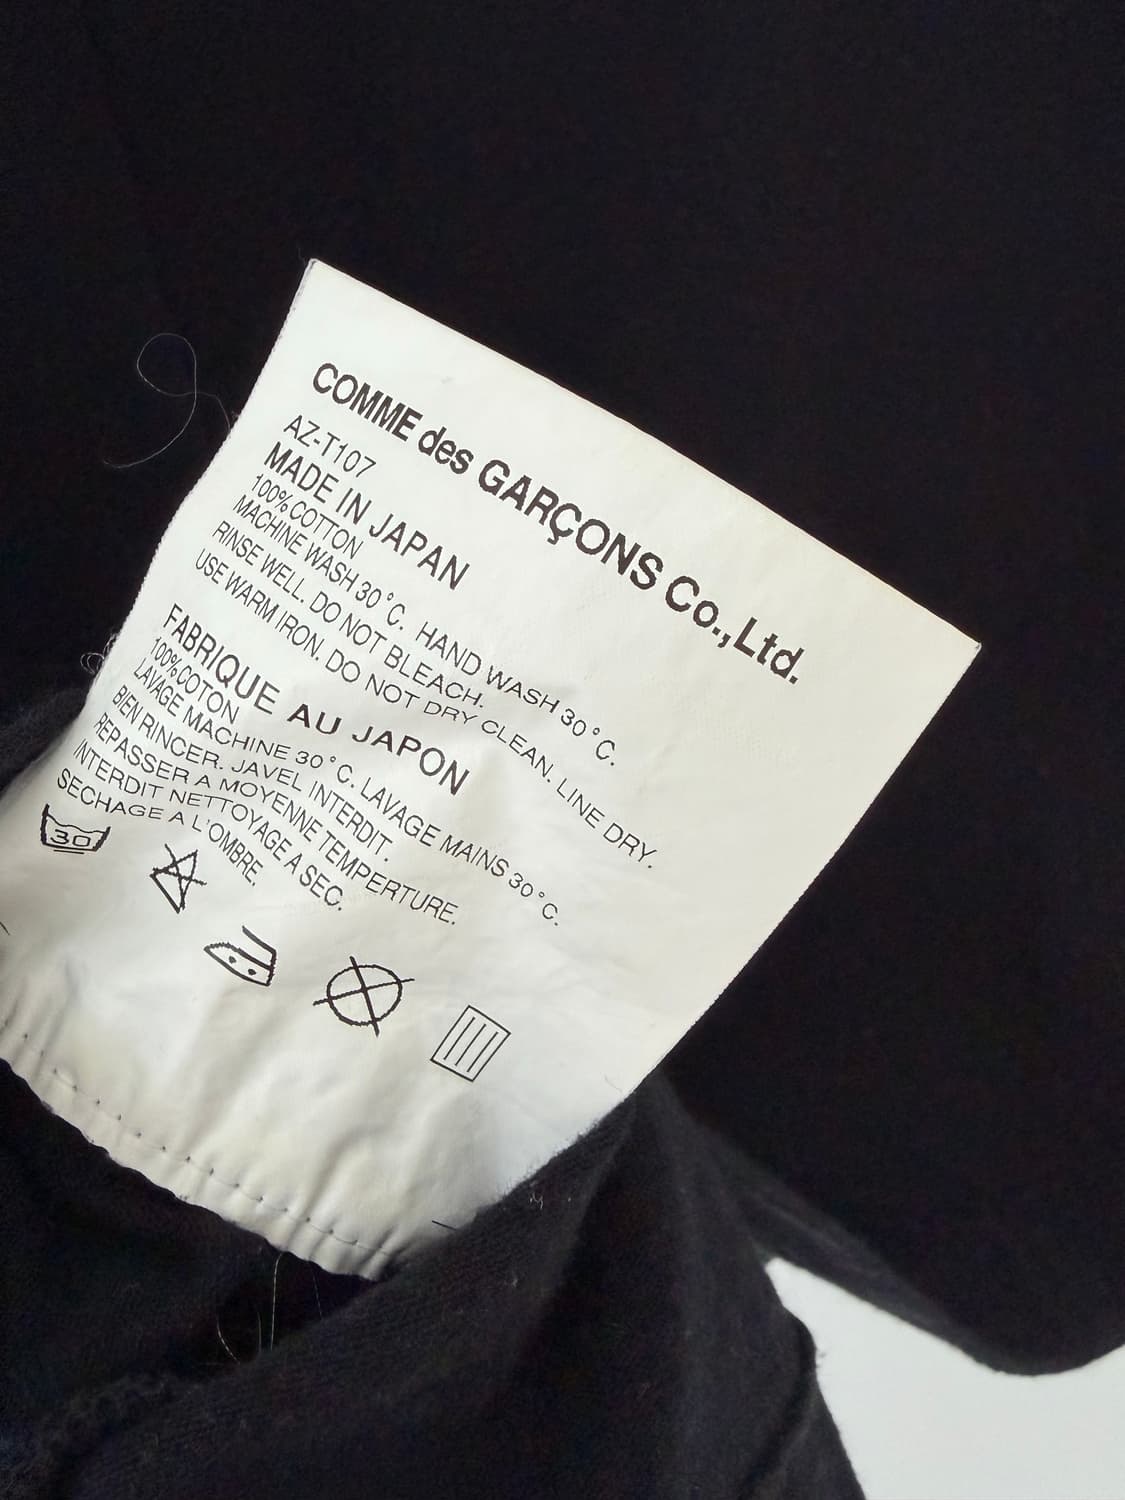 COMME des GARÇONS Co., Ltd.
AZ-T107
MADE IN JAPAN
100%COTTON
MACHINE WASH 30°C. HAND WASH 30°C.
RINSE WELL. DO NOT BLEACH.
USE WARM IRON. DO NOT DRY CLEAN. LINE DRY.
FABRIQUE AU JAPON
100%COTON
LAVAGE MACHINE 30°C. LAVAGE MAINS 30°C.
BIEN RINCER. JAVEL INTERDIT.
REPASSER A MOYENNE TEMPERTURE.
INTERDIT NETTOYAGE A SEC.
SECHAGE A L'OMBRE.
30